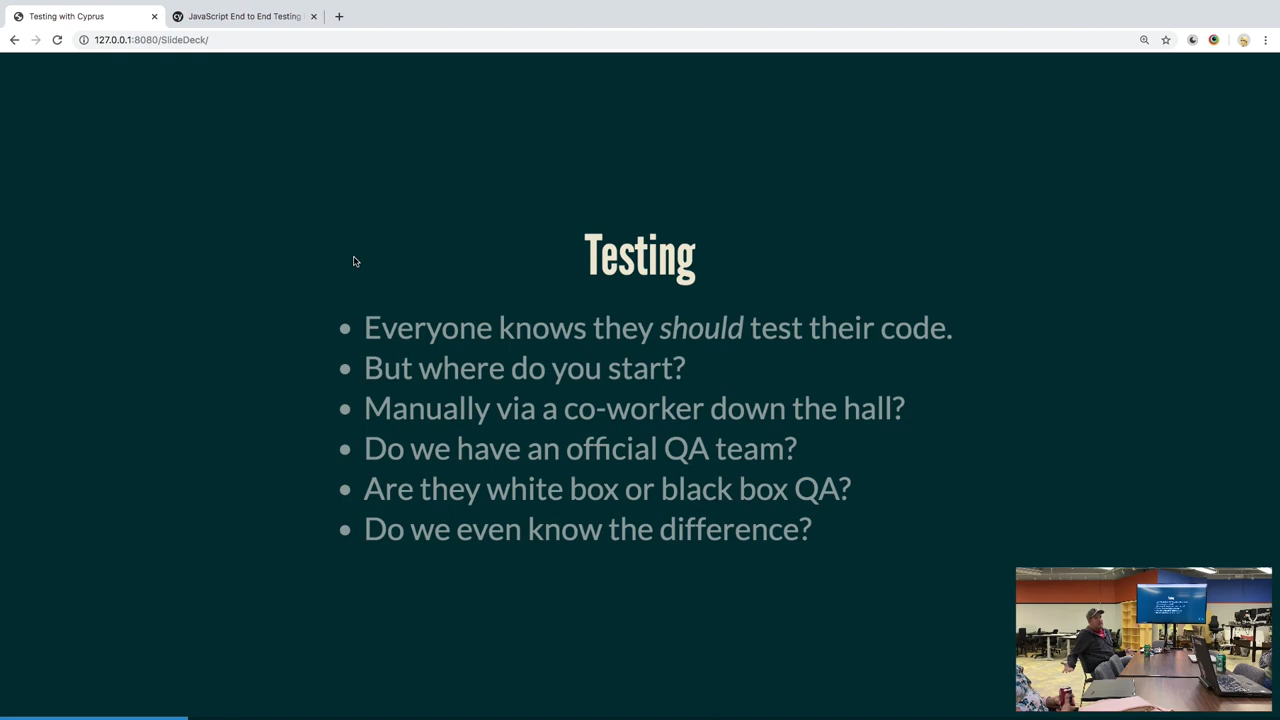 Testing with Cyprus
JavaScript End to End Testing
127.0.0.1:8080/SlideDeck/
Testing
Everyone knows they should test their code.
But where do you start?
Manually via a co-worker down the hall?
Do we have an official QA team?
Are they white box or black box QA?
Do we even know the difference?